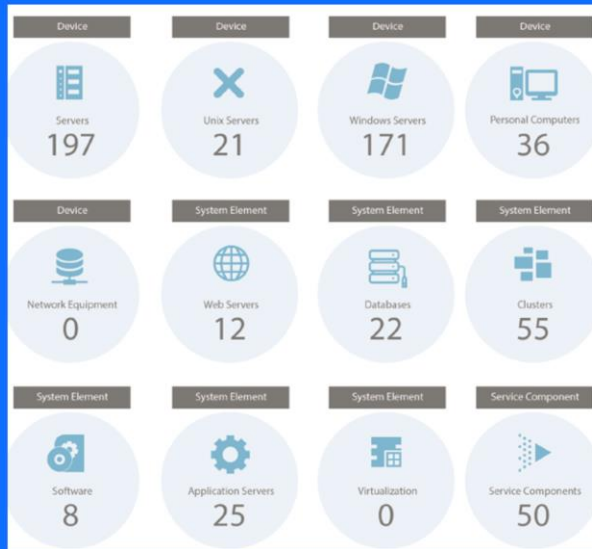 Device
Device
Device
Device
Servers
Unix Servers
Windows Servers
Personal Computers
197
21
171
36
Device
System Element
System Element
System Element
Network Equipment
Web Servers
Databases
Clusters
0
12
22
55
System Element
System Element
System Element
Service Component
Software
Application Servers
Virtualization
Service Components
8
25
0
50